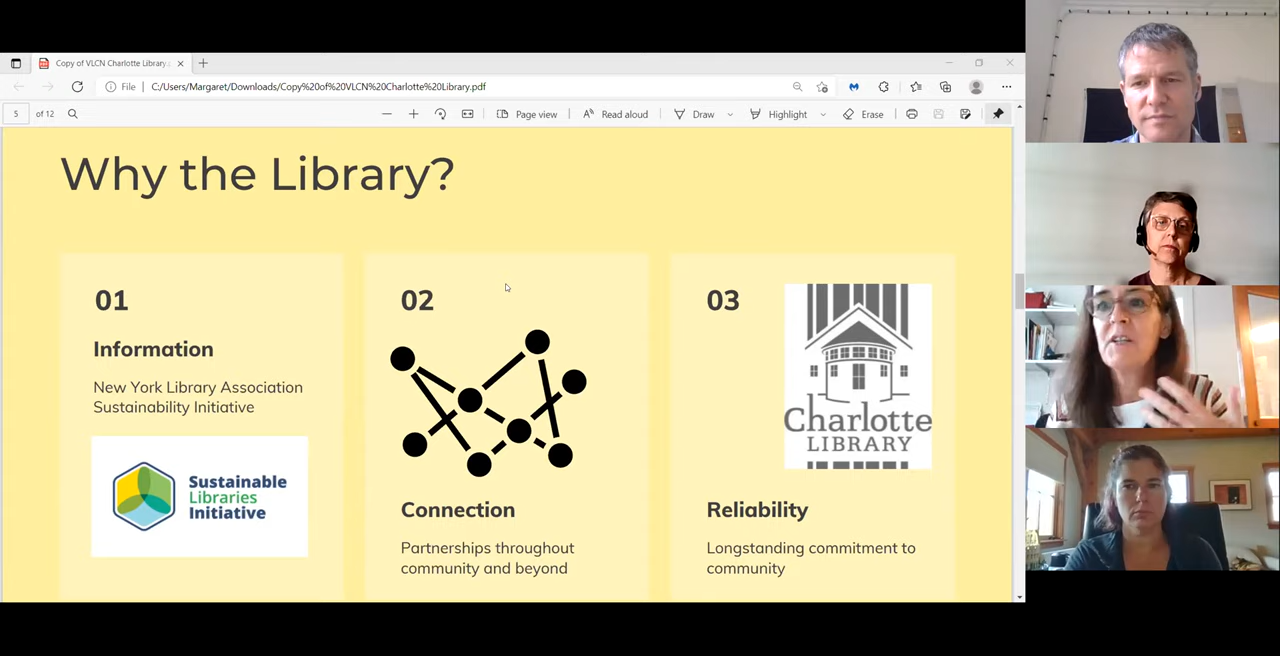 Copy of VLCN Charlotte Library.
File
C:/Users/Margaret/Downloads/Copy%20of%20VLCN%20Charlotte%20Library.pdf
5
of 12
Page view
Read aloud
Draw
Highlight
Erase
Why the Library?
01
Information
New York Library Association
Sustainability Initiative
Sustainable
Libraries
Initiative
02
Connection
Partnerships throughout
community and beyond
03
Charlotte
LIBRARY
Reliability
Longstanding commitment to
community